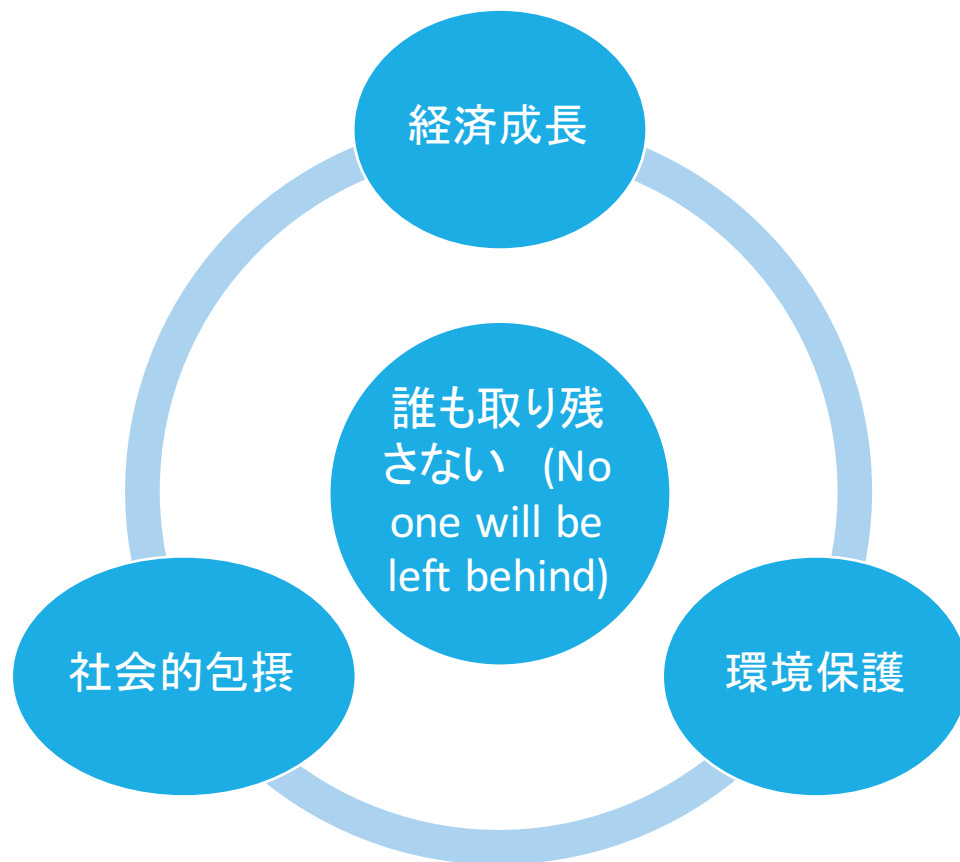 経済成長
誰も取り残
さない　(No
one will be
left behind)
社会的包摂
環境保護